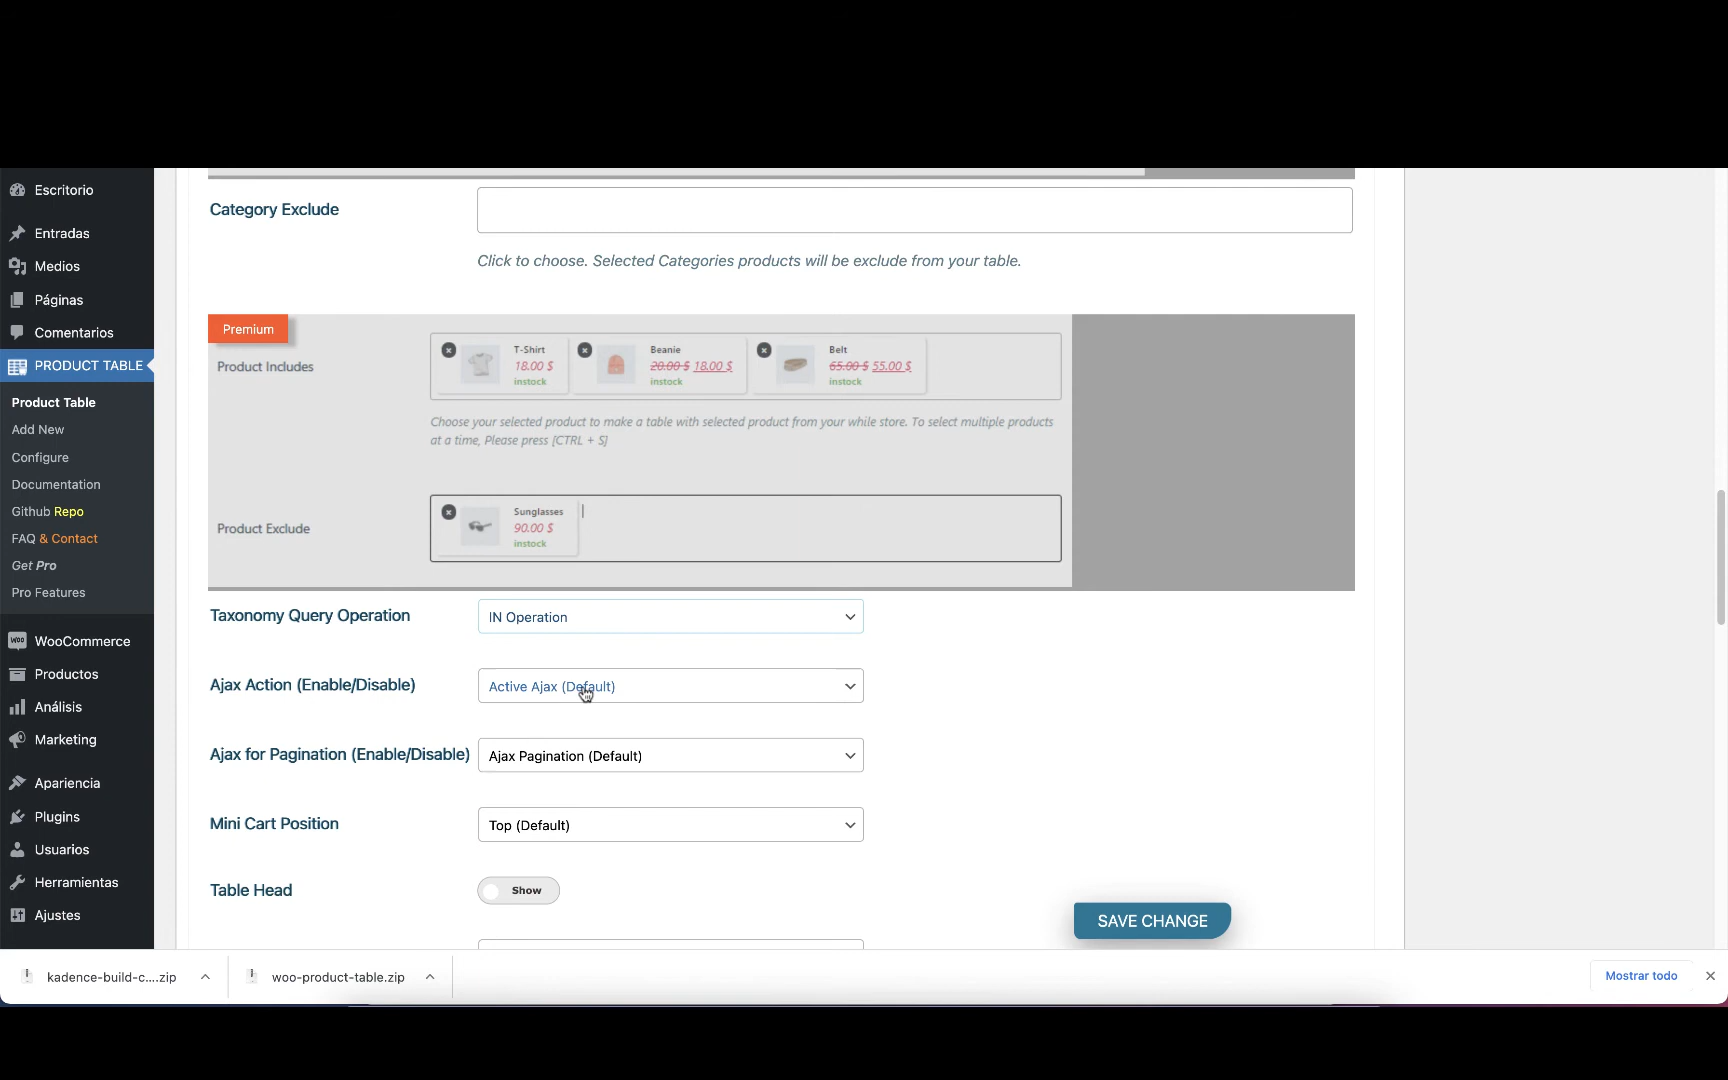 Escritorio
Entradas
Medios
Páginas
Comentarios
PRODUCT TABLE
Product Table
Add New
Configure
Documentation
Github Repo
FAQ & Contact
Get Pro
Pro Features
WooCommerce
Productos
Análisis
Marketing
Apariencia
Plugins
Usuarios
Herramientas
Ajustes
Category Exclude
Click to choose. Selected Categories products will be exclude from your table.
Premium
Product Includes
T-Shirt
18.00 $
instock
Beanie
20.00 $ 18.00 $
instock
Belt
65.00 $ 55.00 $
instock
Choose your selected product to make a table with selected product from your while store. To select multiple products
at a time, Please press [CTRL + S]
Product Exclude
Sunglasses
90.00 $
instock
Taxonomy Query Operation
IN Operation
Ajax Action (Enable/Disable)
Active Ajax (Default)
Ajax for Pagination (Enable/Disable)
Ajax Pagination (Default)
Mini Cart Position
Top (Default)
Table Head
Show
SAVE CHANGE
kadence-build-c....zip
woo-product-table.zip
Mostrar todo